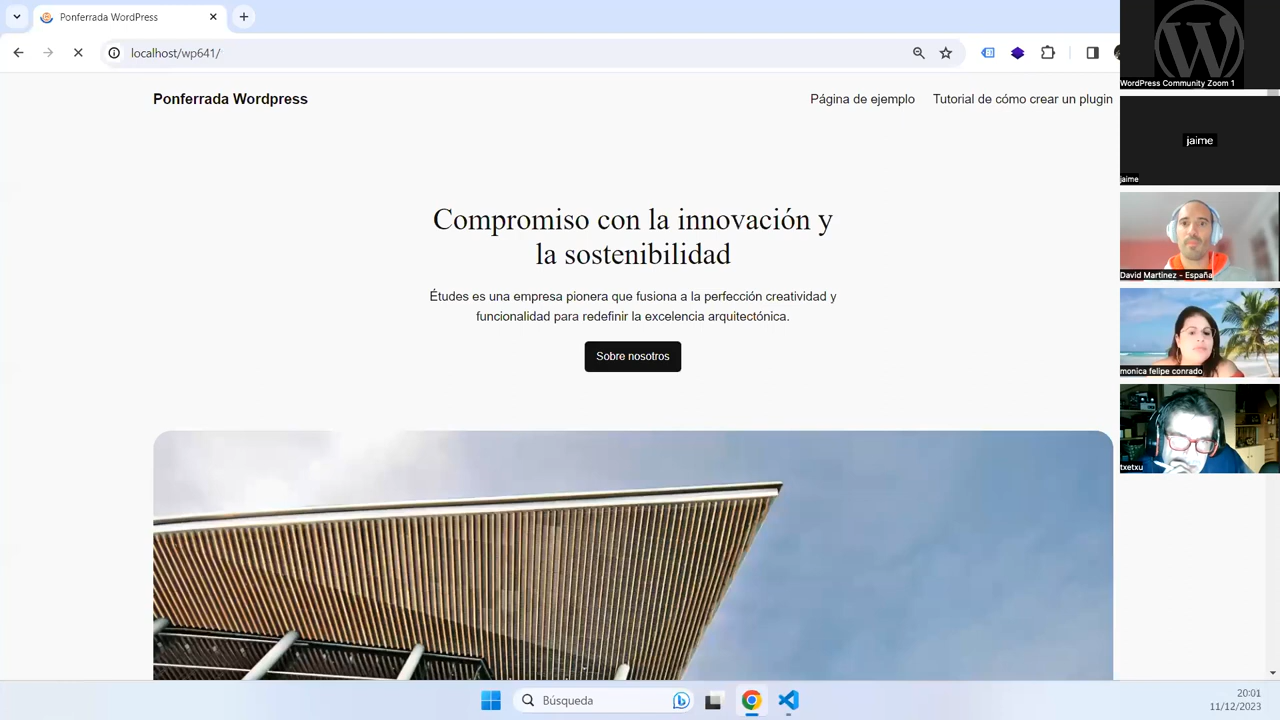 Ponferrada WordPress
localhost/wp641/
Ponferrada Wordpress
Página de ejemplo
Tutorial de cómo crear un plugin
Compromiso con la innovación y
la sostenibilidad
Études es una empresa pionera que fusiona a la perfección creatividad y
funcionalidad para redefinir la excelencia arquitectónica.
Sobre nosotros
WordPress Community Zoom 1
jaime
jaime
David Martínez - España
monica felipe conrado
txetxu
Búsqueda
20:01
11/12/2023